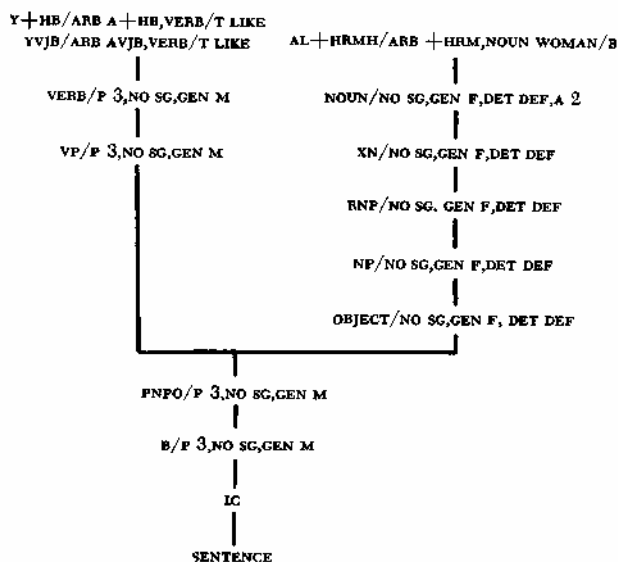 Y+HB/ARB A+HB,VERB/T LIKE
YVJB/ARB AVJB,VERB/T LIKE
AL+HRMH/ARB +HRM,NOUN WOMAN/B
VERB/P 3,NO SG,GEN M
NOUN/NO SG,GEN F,DET DEF,A 2
VP/P 3,NO SG,GEN M
XN/NO SG,GEN F,DET DEF
RNP/NO SG. GEN F,DET DEF
NP/NO SG,GEN F,DET DEF
OBJECT/NO SG,GEN F, DET DEF
PNPO/P 3,NO SG,GEN M
B/P 3,NO SG,GEN M
IC
SENTENCE